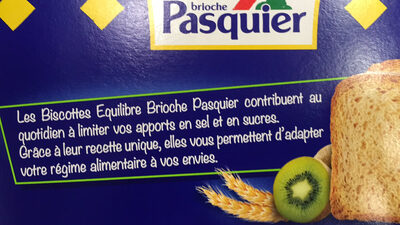 brioche
Pasquier
Les Biscottes Equilibre Brioche Pasquier contribuent au
quotidien à limiter vos apports en sel et en sucres.
Grâce à leur recette unique, elles vous permettent d'adapter
votre régime alimentaire à vos envies.